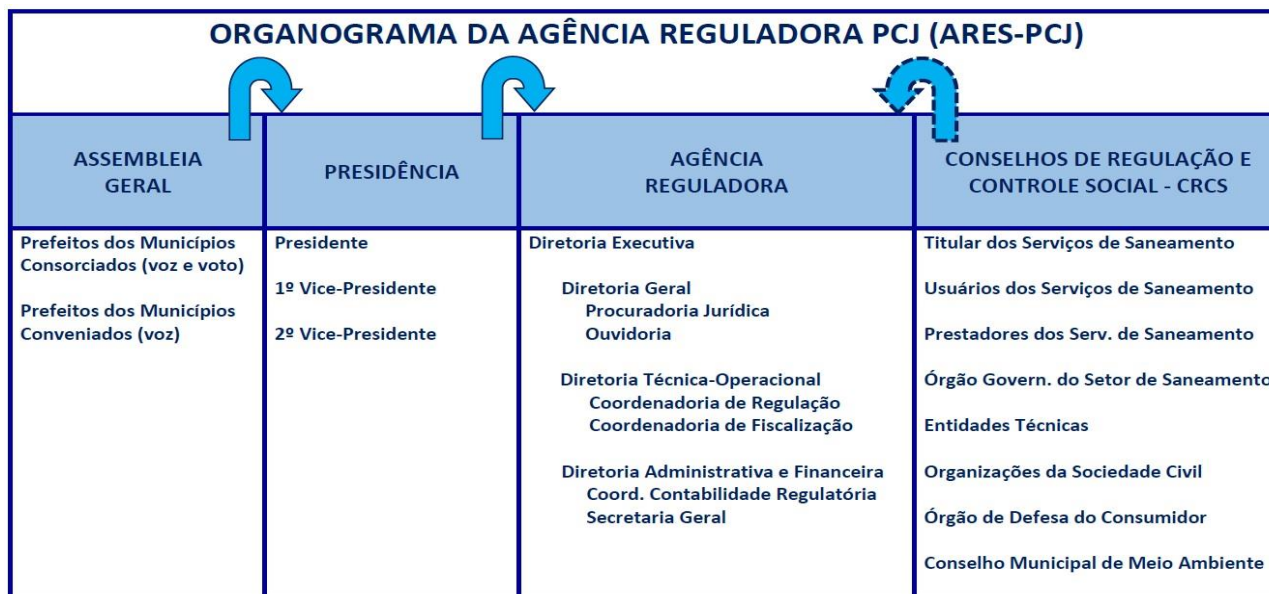 ORGANOGRAMA DA AGÊNCIA REGULADORA PCJ (ARES-PCJ)
ASSEMBLEIA
GERAL
Prefeitos dos Municípios
Consorciados (voz e voto)
Prefeitos dos Municípios
Conveniados (voz)
PRESIDÊNCIA
Presidente
1º Vice-Presidente
2º Vice-Presidente
AGÊNCIA
REGULADORA
Diretoria Executiva
Diretoria Geral
Procuradoria Jurídica
Ouvidoria
Diretoria Técnica-Operacional
Coordenadoria de Regulação
Coordenadoria de Fiscalização
Diretoria Administrativa e Financeira
Coord. Contabilidade Regulatória
Secretaria Geral
CONSELHOS DE REGULAÇÃO E
CONTROLE SOCIAL - CRCS
Titular dos Serviços de Saneamento
Usuários dos Serviços de Saneamento
Prestadores dos Serv. de Saneamento
Órgão Govern. do Setor de Saneamento
Entidades Técnicas
Organizações da Sociedade Civil
Órgão de Defesa do Consumidor
Conselho Municipal de Meio Ambiente